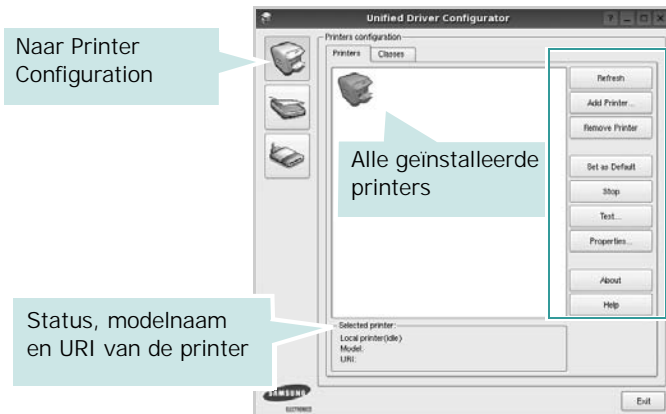 Unified Driver Configurator
Naar Printer
Configuration
Printers configuration
Printers
Classes
Refresh
Add Printer...
Remove Printer
Set as Default
Stop
Test...
Properties...
About
Help
Alle geïnstalleerde
printers
Status, modelnaam
en URI van de printer
Selected printer:
Local printer(idle)
Model:
URI:
SAMSUNG
ELECTRONICS
Exit